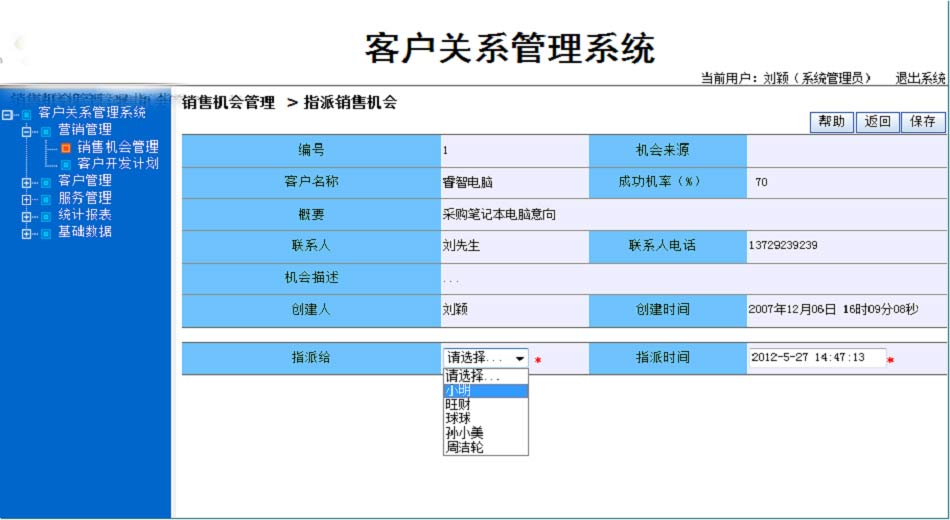 客户关系管理系统
当前用户：刘颖（系统管理员） 退出系统
客户关系管理系统
营销管理
销售机会管理
客户开发计划
客户管理
服务管理
统计报表
基础数据
销售机会管理 > 指派销售机会
帮助 返回 保存
编号 1 机会来源
客户名称 睿智电脑 成功机率（%） 70
概要 采购笔记本电脑意向
联系人 刘先生 联系人电话 13729239239
机会描述 ...
创建人 刘颖 创建时间 2007年12月06日 16时09分08秒
指派给 请选择... * 指派时间 2012-5-27 14:47:13 *
请选择...
小明
旺财
球球
孙小美
周洁轮